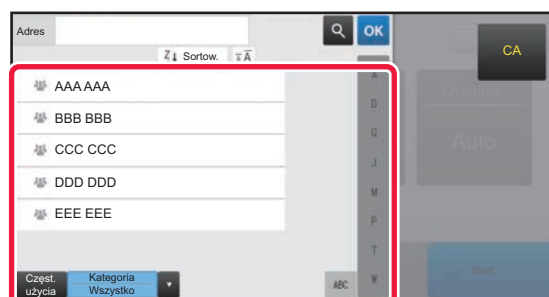 Adres
OK
CA
Z Sortow. A A
AAA AAA
BBB BBB
CCC CCC
DDD DDD
EEE EEE
A
D
G
J
M
P
T
W
Oryginał
Auto
Częst. użycia
Kategoria
Wszystko
ABC
Start